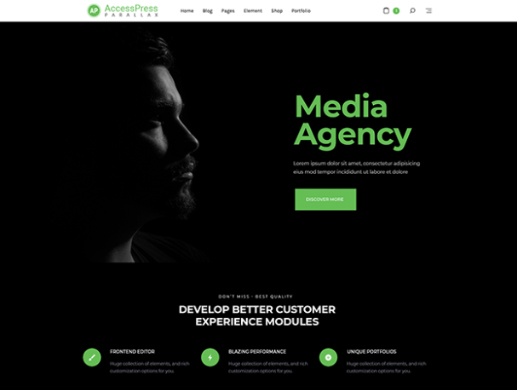 AP AccessPress
PARALLAX
Home Blog Pages Element Shop Portfolio
Media
Agency
Lorem ipsum dolor sit amet, consectetur adipisicing
eius mod tempor incididunt ut labore et dolore
DISCOVER MORE
DON'T MISS - BEST QUALITY
DEVELOP BETTER CUSTOMER
EXPERIENCE MODULES
FRONTEND EDITOR
Huge collection of elements, and rich
customization options for you.
BLAZING PERFORMANCE
Huge collection of elements, and rich
customization options for you.
UNIQUE PORTFOLIOS
Huge collection of elements, and rich
customization options for you.